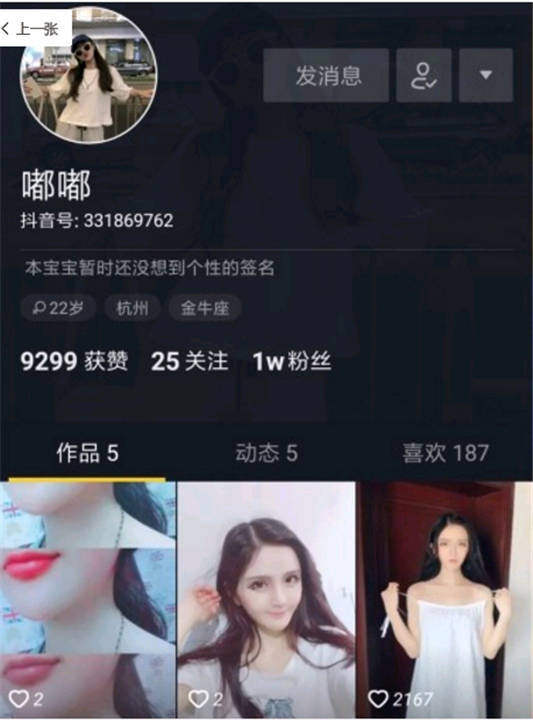 上一张
发消息
嘟嘟
抖音号: 331869762
本宝宝暂时还没想到个性的签名
22岁 杭州 金牛座
9299 获赞 25 关注 1w 粉丝
作品 5 动态 5 喜欢 187
2 2 2167